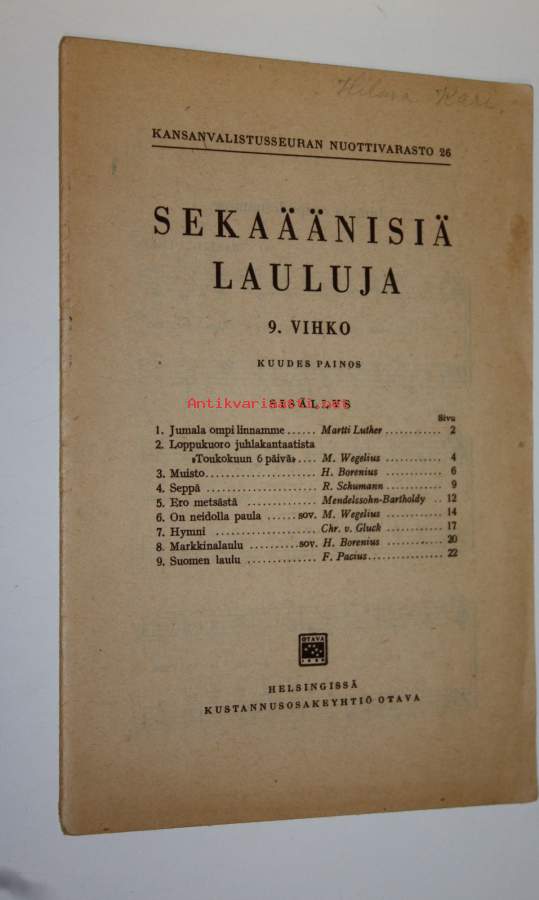 Hilma Kari.
KANSANVALISTUSSEURAN NUOTTIVARASTO 26
SEKAÄÄNISIÄ
LAULUJA
9. VIHKO
KUUDES PAINOS
SISÄLLYS
Antikvariaatti.net
Sivu
1. Jumala ompi linnamme ...... Martti Luther ............ 2
2. Loppukuoro juhlakantaatista
»Toukokuun 6 päivä» .... M. Wegelius ............ 4
3. Muisto .................... H. Borenius ............ 6
4. Seppä .................... R. Schumann ............ 9
5. Ero metsästä ............ Mendelssohn-Bartholdy .. 12
6. On neidolla paula ...... sov. M. Wegelius ............ 14
7. Hymni .................... Chr. v. Gluck ............ 17
8. Markkinalaulu .......... sov. H. Borenius ............ 20
9. Suomen laulu ............ F. Pacius ............ 22
OTAVA
HELSINGISSÄ
KUSTANNUSOSAKEYHTIÖ OTAVA